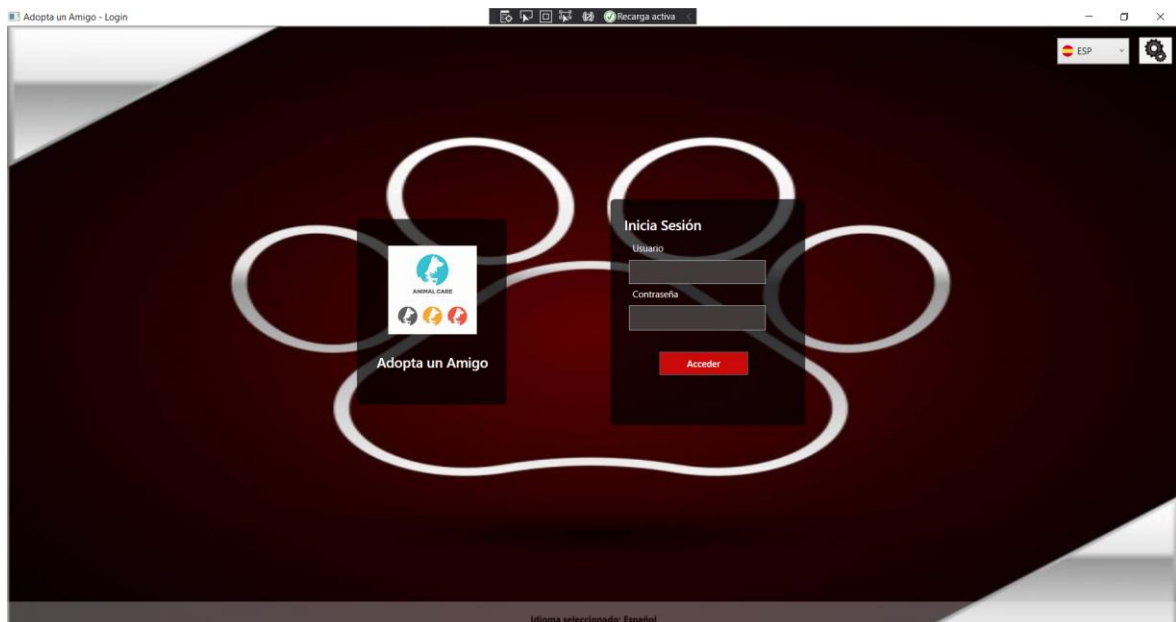 Adopta un Amigo - Login
Recarga activa
ESP
ANIMAL CARE
Adopta un Amigo
Inicia Sesión
Usuario
Contraseña
Acceder
Idioma seleccionado: Español